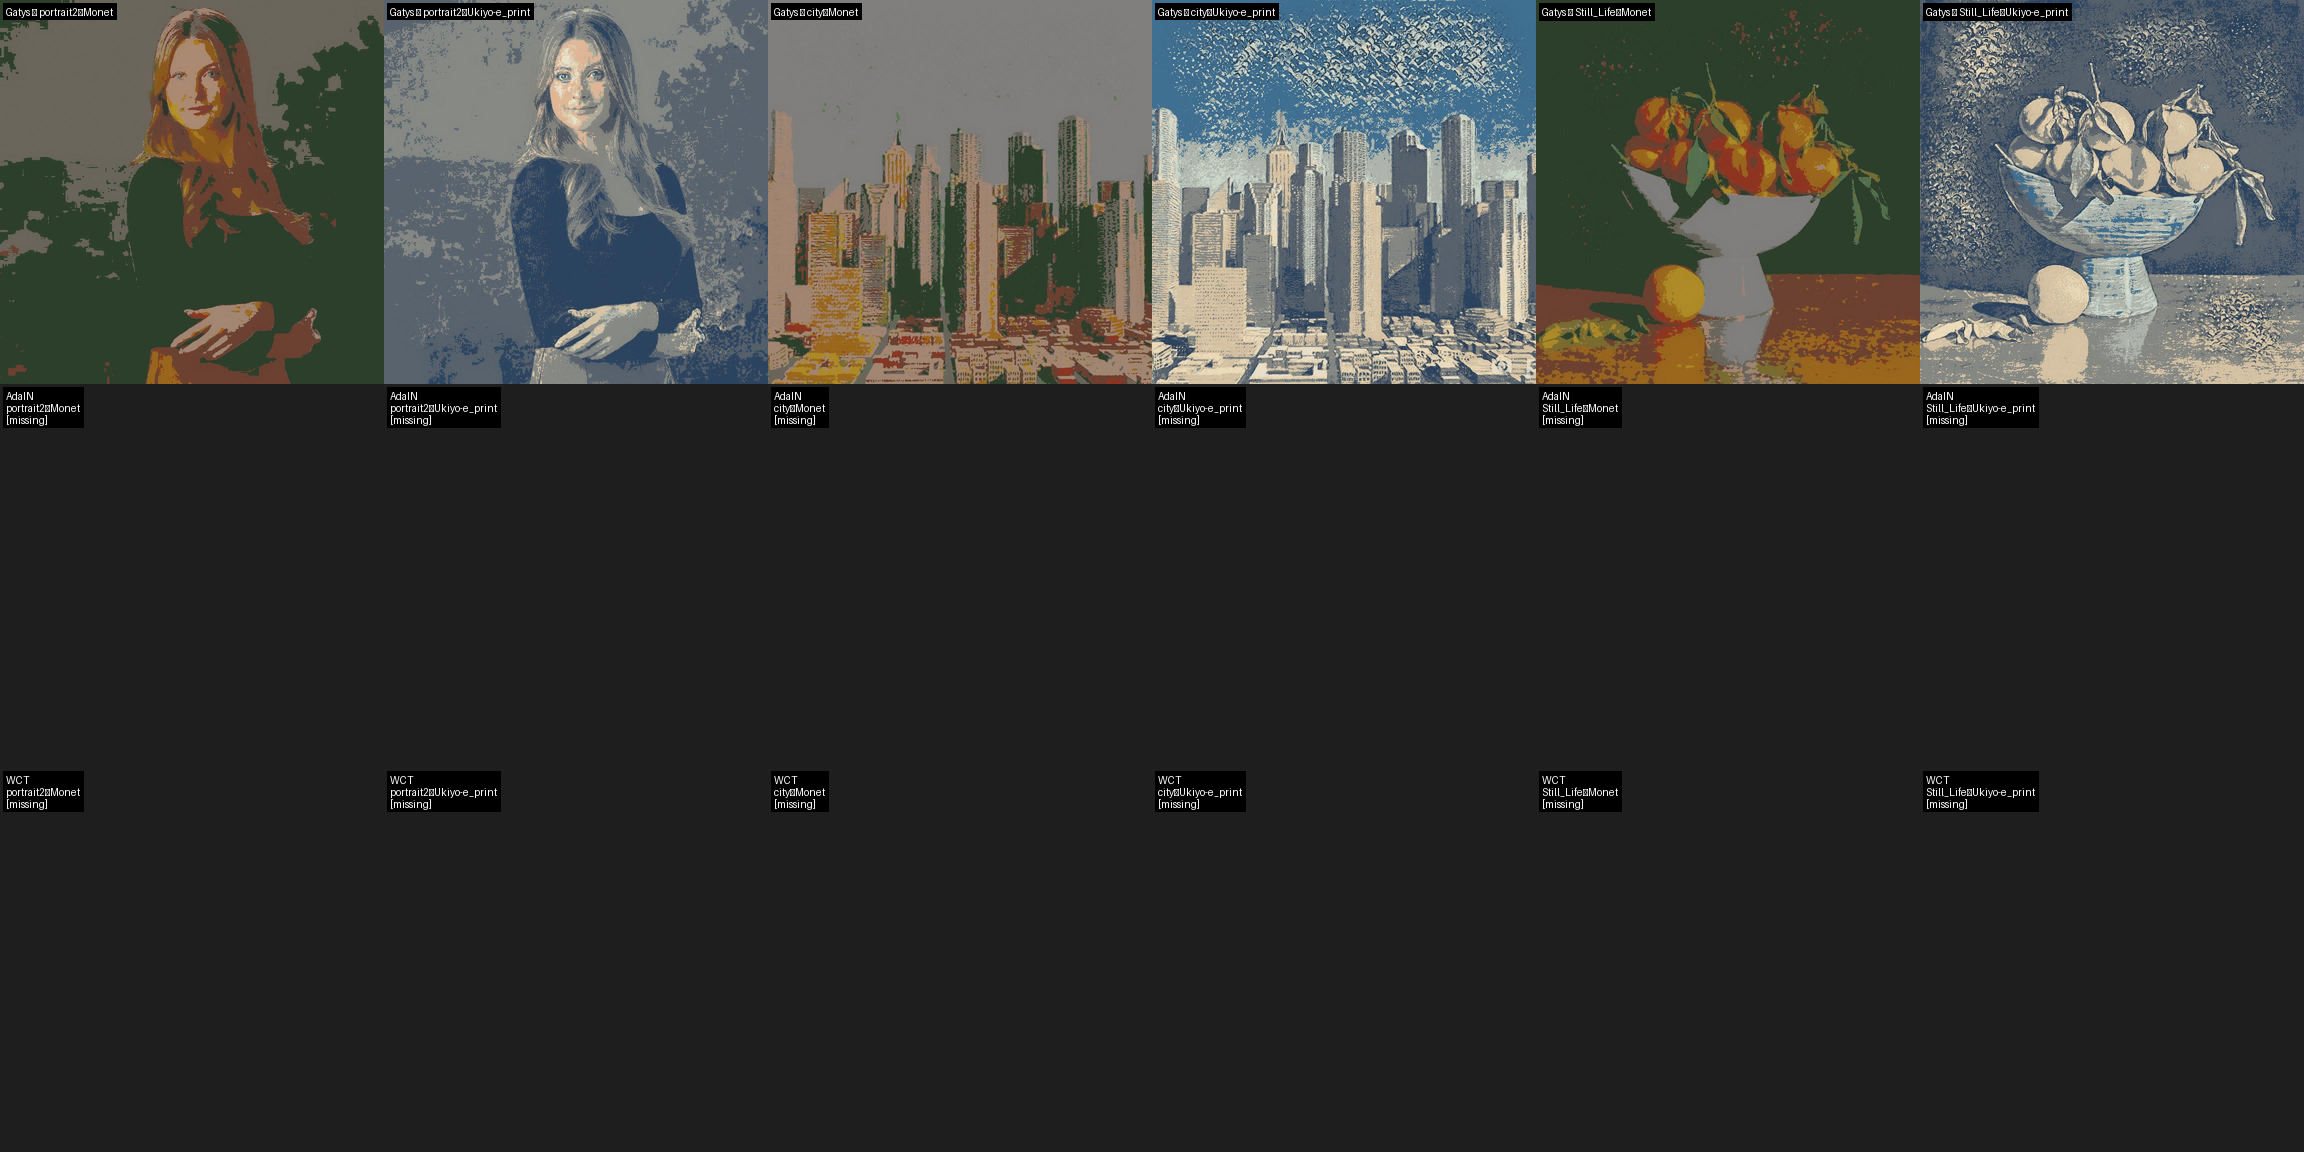 Gatys▯ portrait2▯Monet
Gatys▯ portrait2▯Ukiyo-e_print
Gatys▯ city▯Monet
Gatys▯ city▯Ukiyo-e_print
Gatys▯ Still_Life▯Monet
Gatys▯ Still_Life▯Ukiyo-e_print
AdaIN
portrait2▯Monet
[missing]
AdaIN
portrait2▯Ukiyo-e_print
[missing]
AdaIN
city▯Monet
[missing]
AdaIN
city▯Ukiyo-e_print
[missing]
AdaIN
Still_Life▯Monet
[missing]
AdaIN
Still_Life▯Ukiyo-e_print
[missing]
WCT
portrait2▯Monet
[missing]
WCT
portrait2▯Ukiyo-e_print
[missing]
WCT
city▯Monet
[missing]
WCT
city▯Ukiyo-e_print
[missing]
WCT
Still_Life▯Monet
[missing]
WCT
Still_Life▯Ukiyo-e_print
[missing]